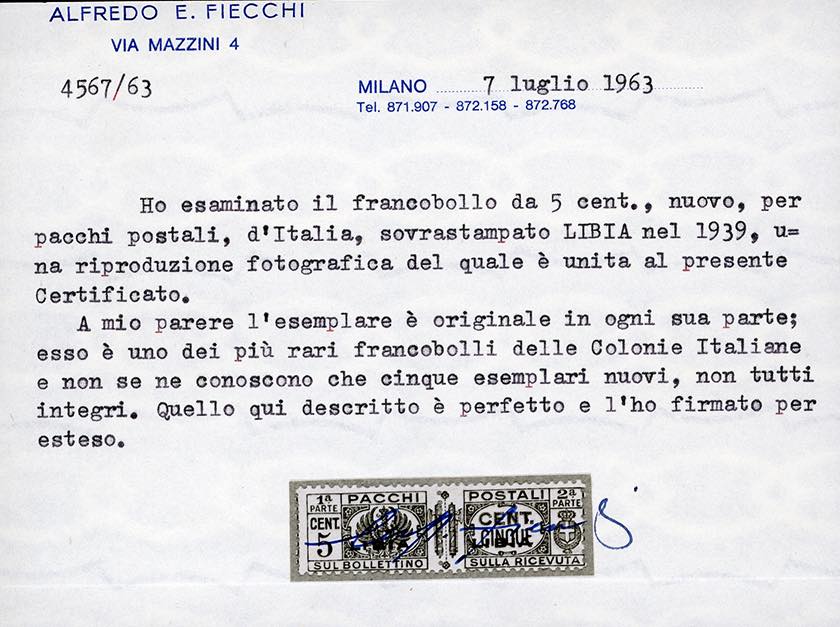 ALFREDO E. FIECCHI
VIA MAZZINI 4
4567/63
MILANO 7 luglio 1963
Tel. 871.907 - 872.158 - 872.768
Ho esaminato il francobollo da 5 cent., nuovo, per
pacchi postali, d'Italia, sovrastampato LIBIA nel 1939, u=
na riproduzione fotografica del quale è unita al presente
Certificato.
A mio parere l'esemplare è originale in ogni sua parte;
esso è uno dei più rari francobolli delle Colonie Italiane
e non se ne conoscono che cinque esemplari nuovi, non tutti
integri. Quello qui descritto è perfetto e l'ho firmato per
esteso.
1ª PARTE PACCHI POSTALI 2ª PARTE
CENT. 5 CENT. CINQUE
SUL BOLLETTINO SULLA RICEVUTA